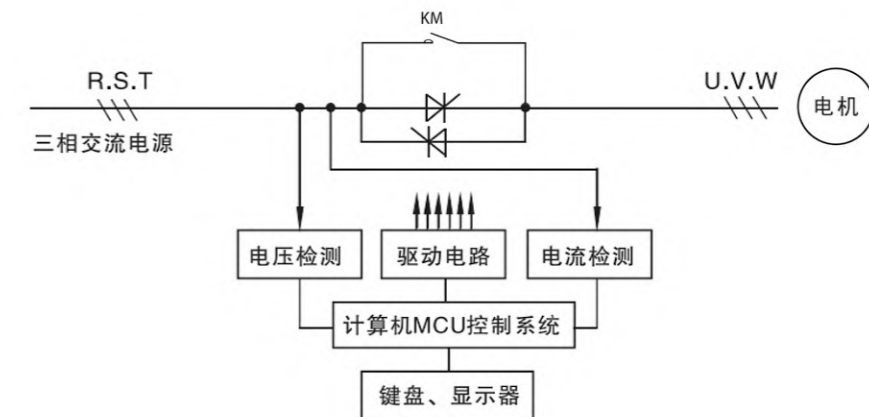 KM
R.S.T
U.V.W
电机
三相交流电源
电压检测
驱动电路
电流检测
计算机MCU控制系统
键盘、显示器